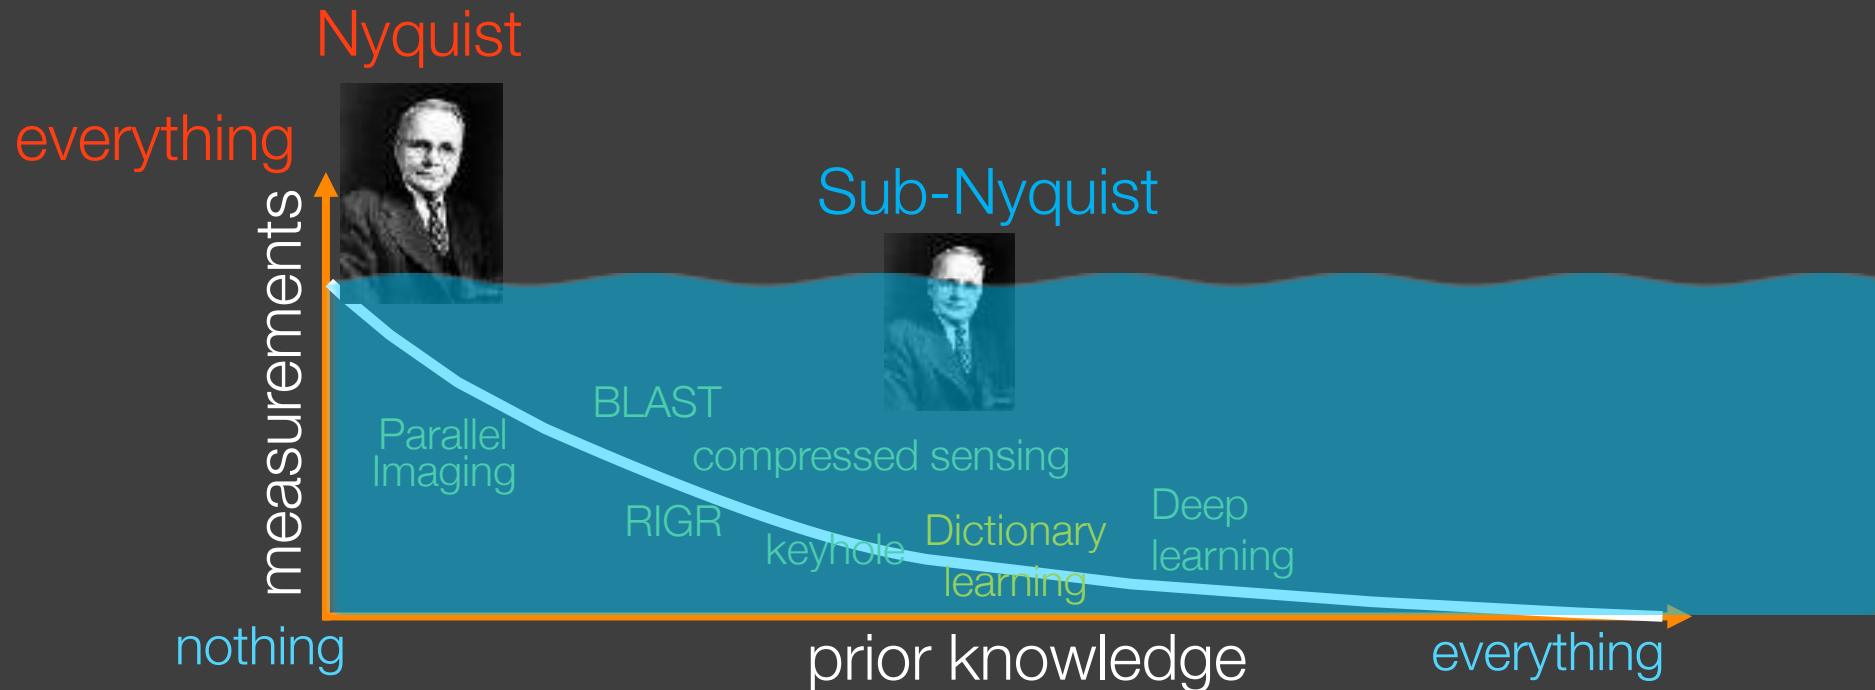 Nyquist
everything
measurements
Sub-Nyquist
BLAST
Parallel
Imaging
compressed sensing
RIGR
keyhole
Dictionary
learning
Deep
learning
nothing
prior knowledge
everything